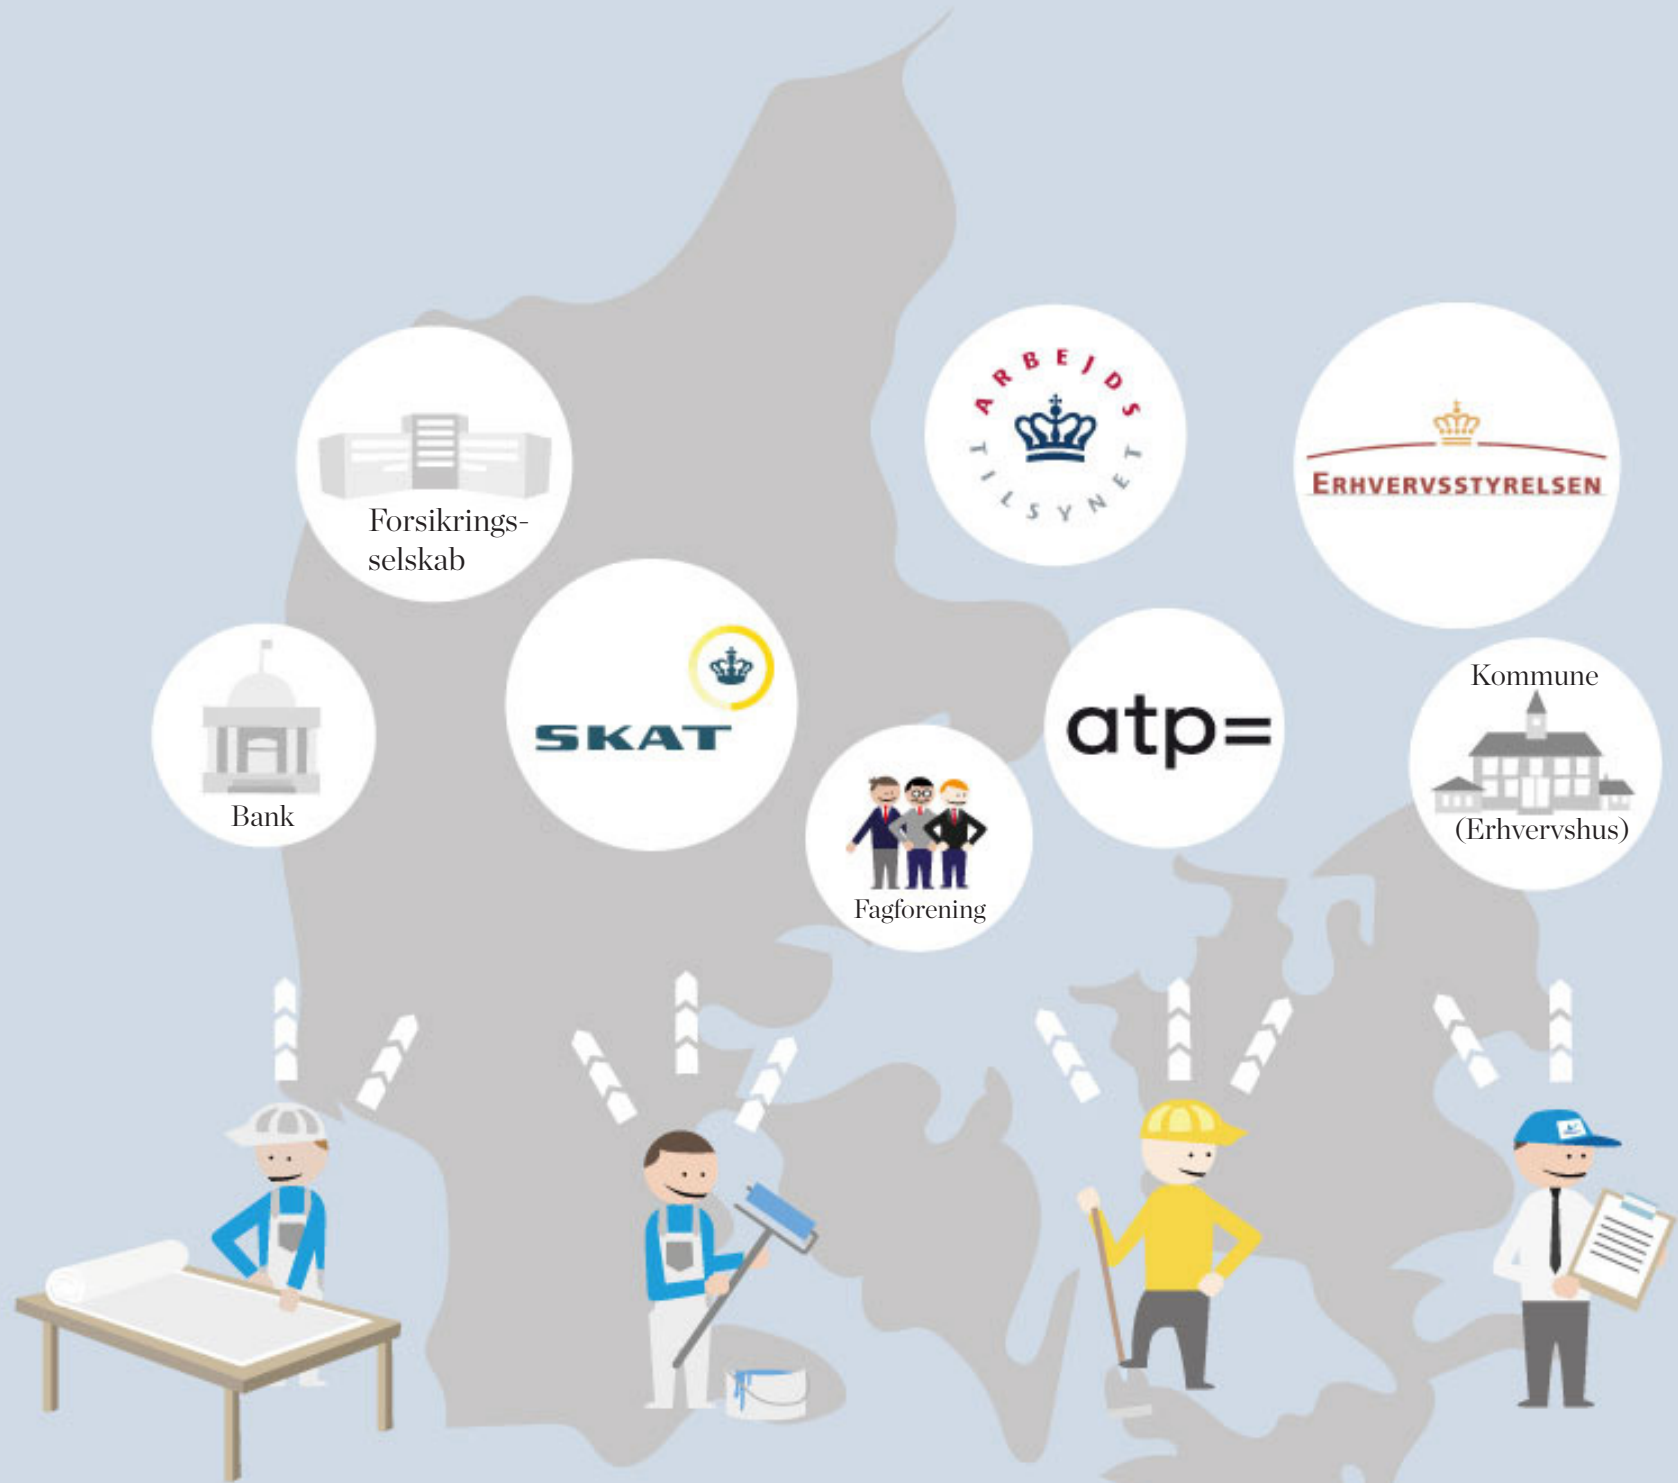 ARBEJDS
TILSYNET
ERHVERVSSTYRELSEN
Forsikrings-
selskab
SKAT
atp=
Kommune
(Erhvervshus)
Bank
Fagforening